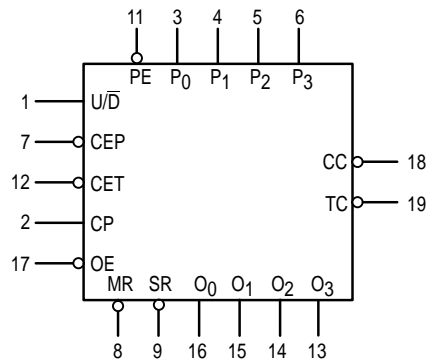 11 3 4 5 6
PE P₀ P₁ P₂ P₃
1 U/D̅
7 CEP
12 CET
2 CP
17 OE
CC 18
TC 19
MR SR O₀ O₁ O₂ O₃
8 9 16 15 14 13